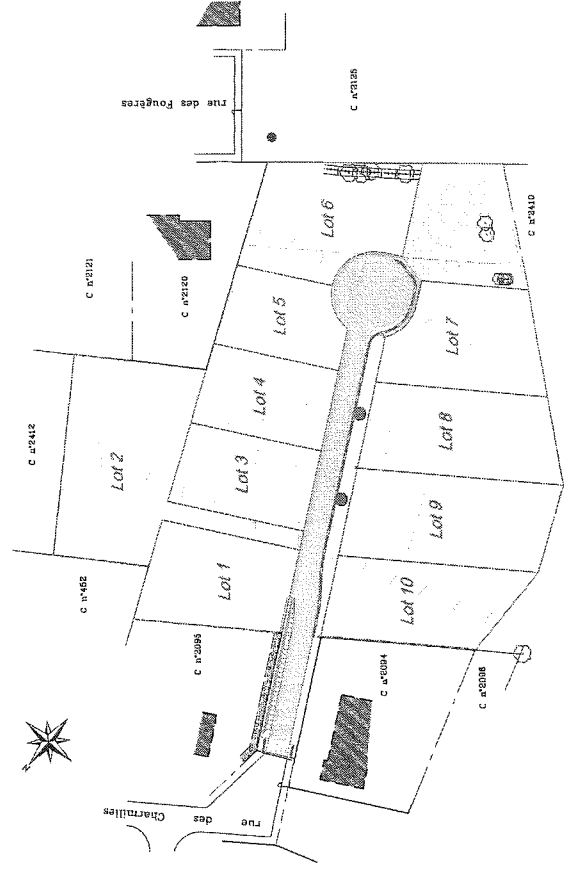 rue des Fougères
C n°2125
Lot 6
C n°2410
C n°2121
C n°2120
Lot 5
Lot 7
C n°2412
Lot 4
Lot 2
Lot 8
Lot 3
Lot 9
Lot 1
C n°452
Lot 10
C n°2095
C n°2094
C n°2096
N
rue des Charmilles